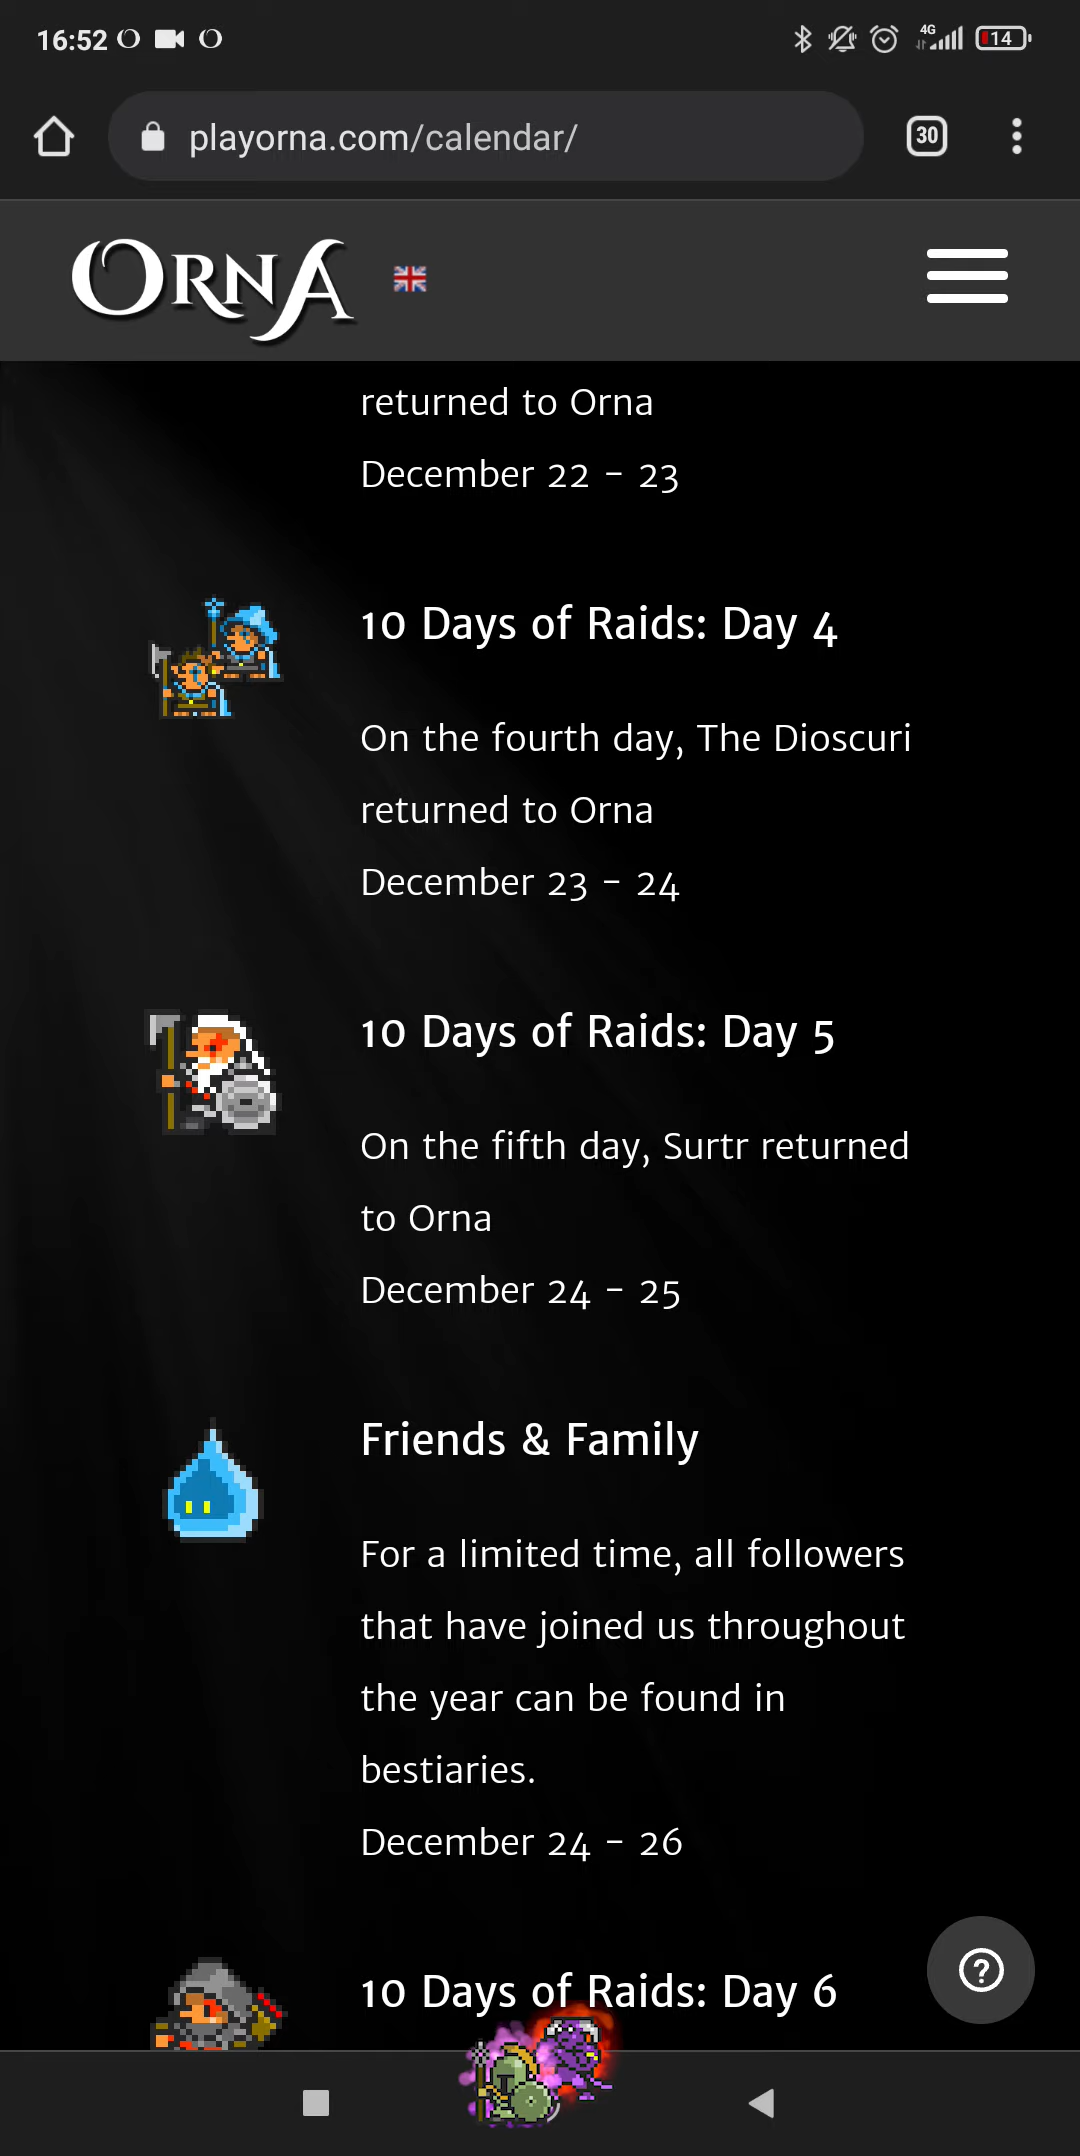 16:52
4G
14
playorna.com/calendar/
30
ORNA
returned to Orna
December 22 - 23
10 Days of Raids: Day 4
On the fourth day, The Dioscuri
returned to Orna
December 23 - 24
10 Days of Raids: Day 5
On the fifth day, Surtr returned
to Orna
December 24 - 25
Friends & Family
For a limited time, all followers
that have joined us throughout
the year can be found in
bestiaries.
December 24 - 26
?
10 Days of Raids: Day 6